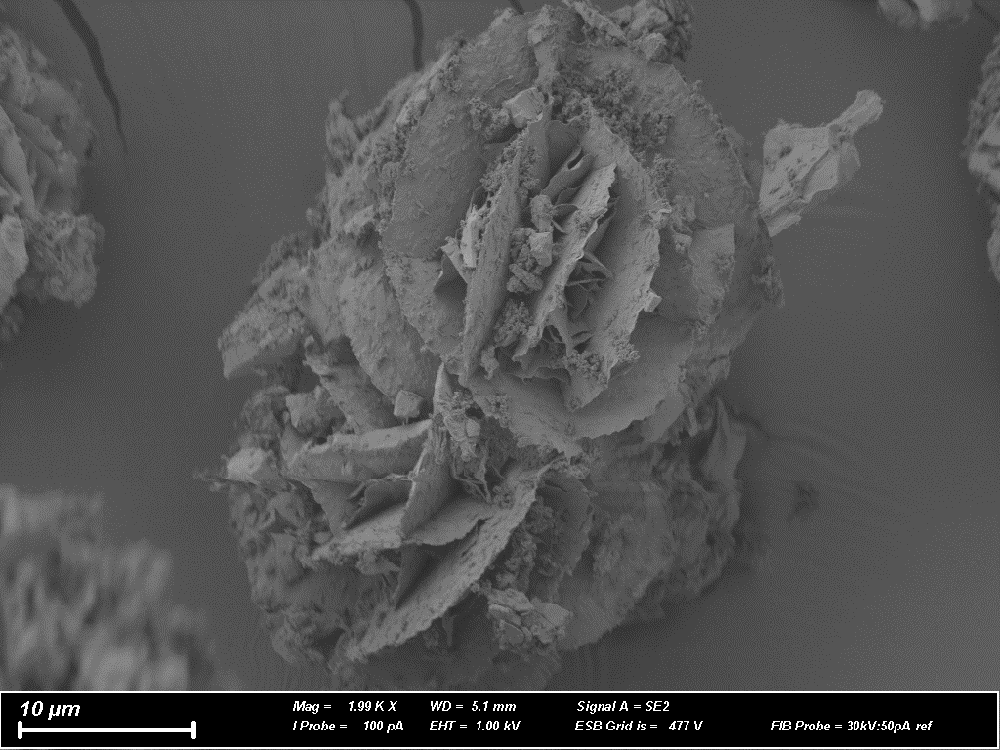 10 µm
Mag = 1.99 K X WD = 5.1 mm Signal A = SE2
I Probe = 100 pA EHT = 1.00 kV ESB Grid is = 477 V FIB Probe = 30kV:50pA ref